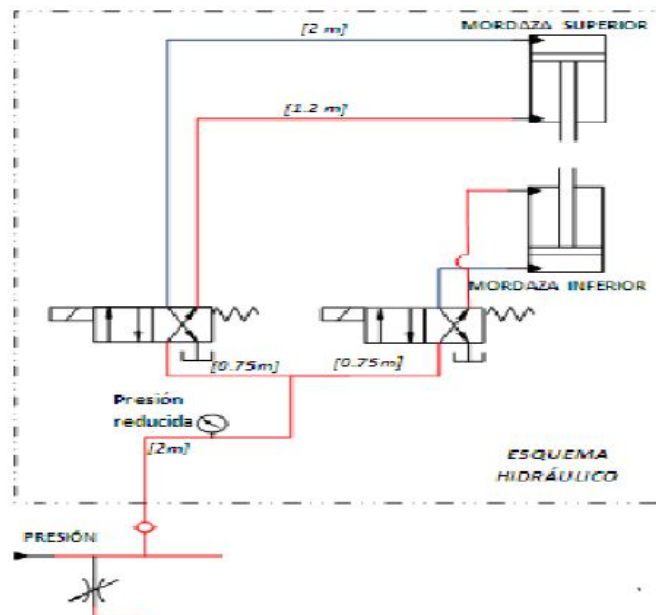 [2 m]
MORDAZA SUPERIOR
[1.2 m]
MORDAZA INFERIOR
[0.75m]
[0.75m]
Presión
reducida
[2m]
ESQUEMA
HIDRÁULICO
PRESIÓN